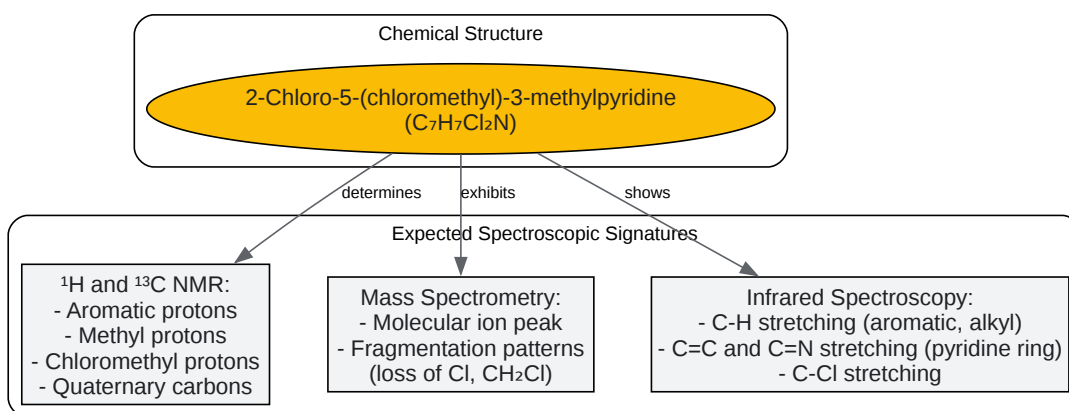 Chemical Structure
2-Chloro-5-(chloromethyl)-3-methylpyridine
(C₇H₇Cl₂N)
determines
exhibits
shows
Expected Spectroscopic Signatures
¹H and ¹³C NMR:
- Aromatic protons
- Methyl protons
- Chloromethyl protons
- Quaternary carbons
Mass Spectrometry:
- Molecular ion peak
- Fragmentation patterns
(loss of Cl, CH₂Cl)
Infrared Spectroscopy:
- C-H stretching (aromatic, alkyl)
- C=C and C=N stretching (pyridine ring)
- C-Cl stretching